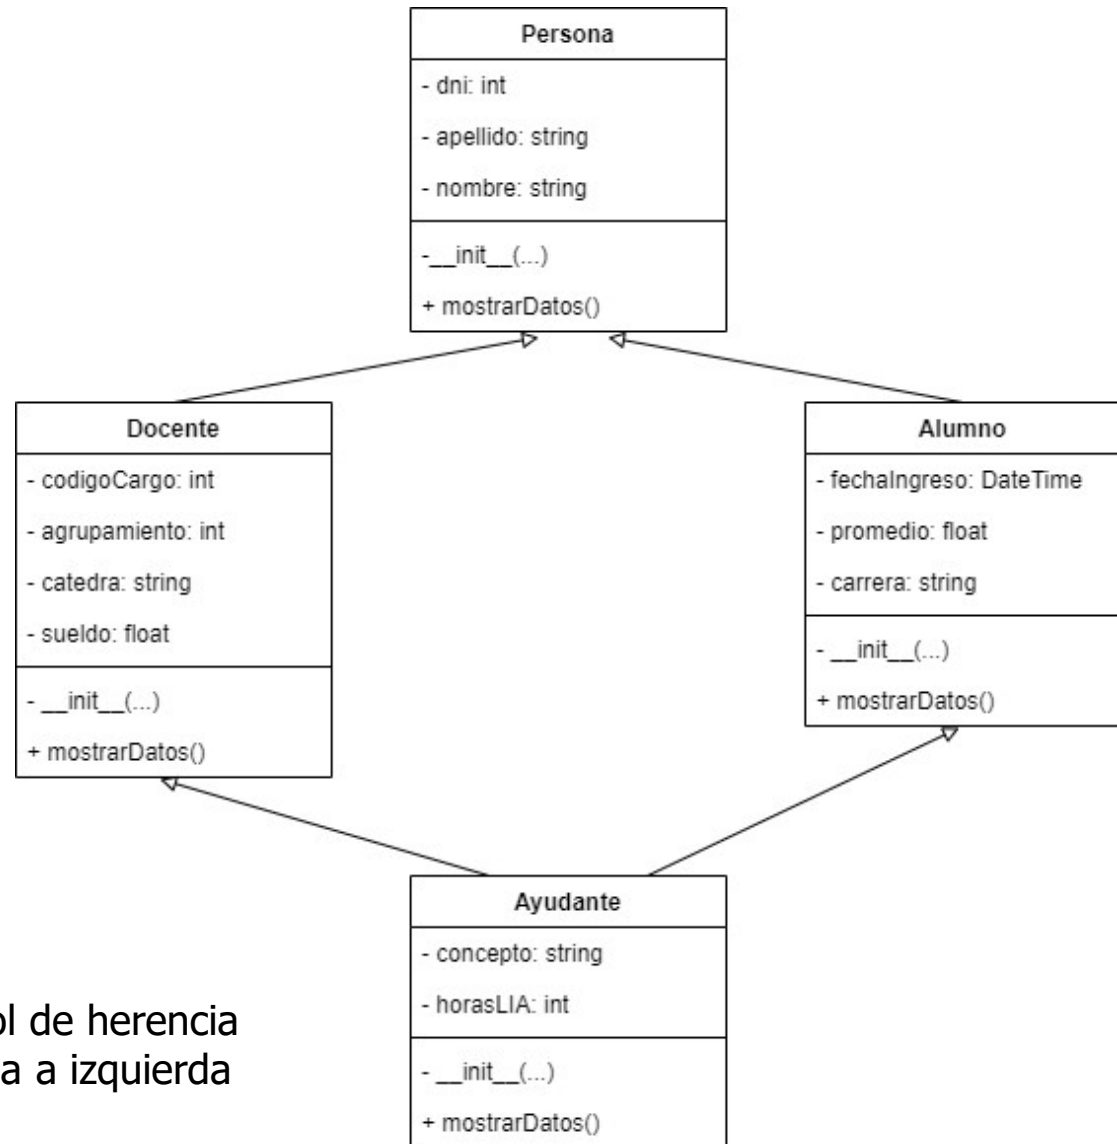 Persona
- dni: int
- apellido: string
- nombre: string
-__init__(...)
+ mostrarDatos()
Docente
- codigoCargo: int
- agrupamiento: int
- catedra: string
- sueldo: float
- __init__(...)
+ mostrarDatos()
Alumno
- fechaIngreso: DateTime
- promedio: float
- carrera: string
- __init__(...)
+ mostrarDatos()
Ayudante
- concepto: string
- horasLIA: int
- __init__(...)
+ mostrarDatos()
de herencia
a izquierda